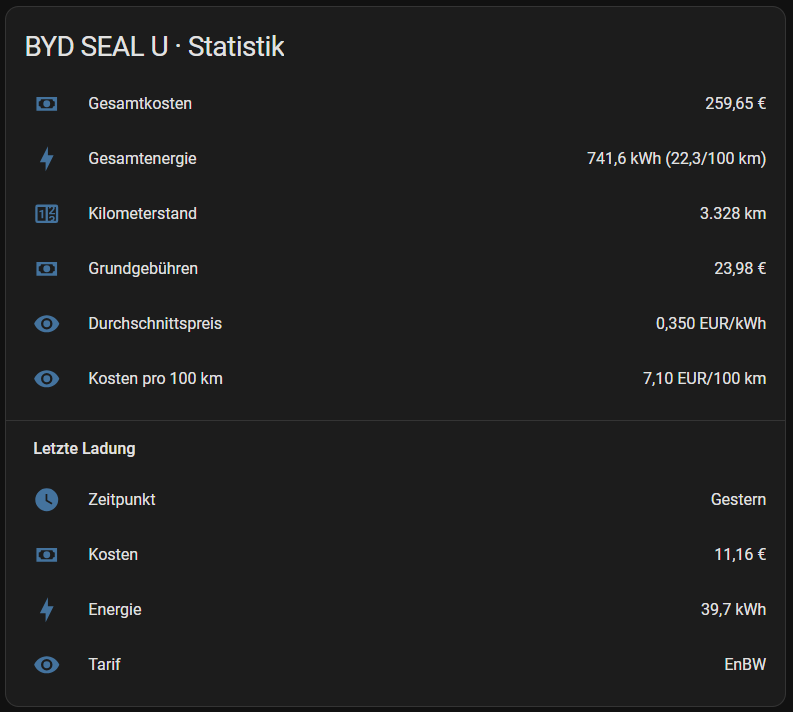 BYD SEAL U · Statistik
Gesamtkosten 259,65 €
Gesamtenergie 741,6 kWh (22,3/100 km)
Kilometerstand 3.328 km
Grundgebühren 23,98 €
Durchschnittspreis 0,350 EUR/kWh
Kosten pro 100 km 7,10 EUR/100 km
Letzte Ladung
Zeitpunkt Gestern
Kosten 11,16 €
Energie 39,7 kWh
Tarif EnBW